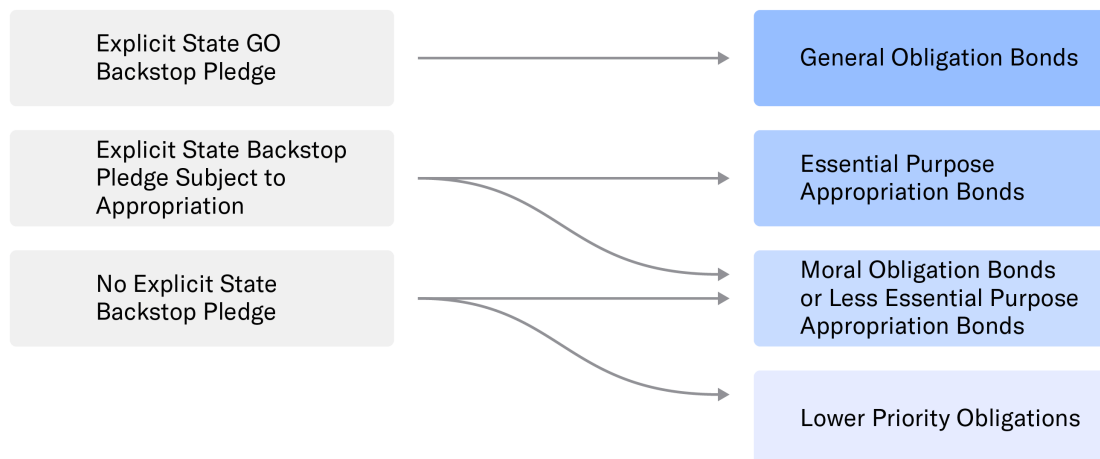 Explicit State GO
Backstop Pledge
General Obligation Bonds
Explicit State Backstop
Pledge Subject to
Appropriation
Essential Purpose
Appropriation Bonds
No Explicit State
Backstop Pledge
Moral Obligation Bonds
or Less Essential Purpose
Appropriation Bonds
Lower Priority Obligations